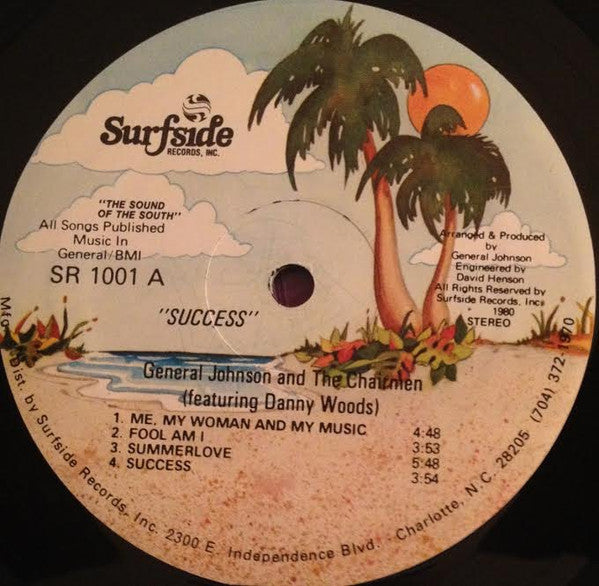 Surfside
RECORDS, INC.
"THE SOUND
OF THE SOUTH"
All Songs Published
Music In
General/BMI
SR 1001 A
Arranged & Produced
by
General Johnson
Engineered by
David Henson
All Rights Reserved by
Surfside Records, Inc.
1980
STEREO
"SUCCESS"
General Johnson and The Chairmen
(featuring Danny Woods)
1. ME, MY WOMAN AND MY MUSIC 4:48
2. FOOL AM I 3:53
3. SUMMERLOVE 5:48
4. SUCCESS 3:54
Dist. by Surfside Records, Inc. 2300 E. Independence Blvd. - Charlotte, N.C. 28205 (704) 372-1970